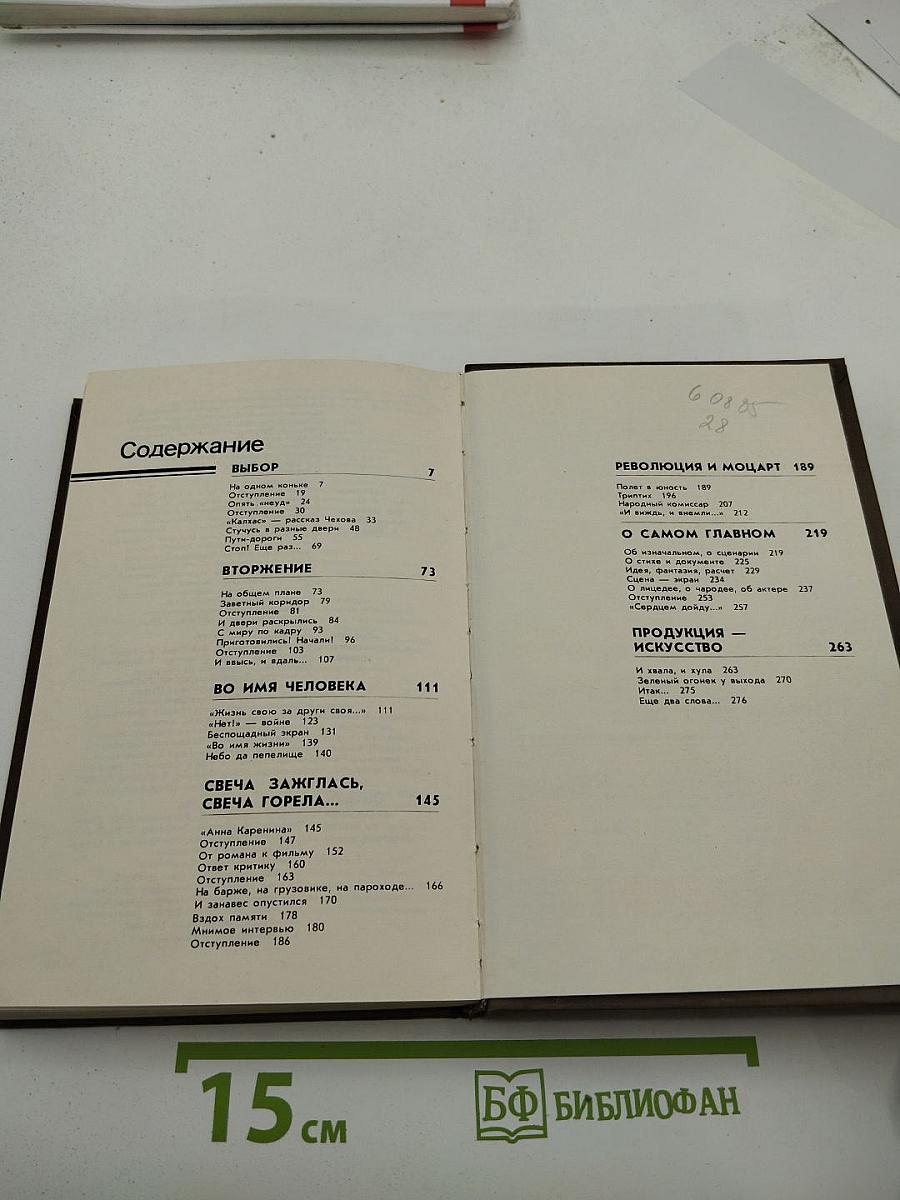 Содержание
ВЫБОР 7
На одном коньке 7
Отступление 19
Опять «неуд» 24
Отступление 30
«Калхас» — рассказ Чехова 33
Стучусь в разные двери 48
Пути-дороги 55
Стоп! Еще раз... 69
ВТОРЖЕНИЕ 73
На общем плане 73
Заветный коридор 79
Отступление 81
И двери раскрылись 84
С миру по кадру 93
Приготовились! Начали! 96
Отступление 103
И ввысь, и вдаль... 107
ВО ИМЯ ЧЕЛОВЕКА 111
«Жизнь свою за други своя...» 111
«Нет!» — войне 123
Беспощадный экран 131
«Во имя жизни» 139
Небо да пепелище 140
СВЕЧА ЗАЖГЛАСЬ,
СВЕЧА ГОРЕЛА... 145
«Анна Каренина» 145
Отступление 147
От романа к фильму 152
Ответ критику 160
Отступление 163
На барже, на грузовике, на пароходе... 166
И занавес опустился 170
Вздох памяти 178
Мнимое интервью 180
Отступление 186
6 08 85
28
РЕВОЛЮЦИЯ И МОЦАРТ 189
Полет в юность 189
Триптих 196
Народный комиссар 207
«И виждь, и внемли...» 212
О САМОМ ГЛАВНОМ 219
Об изначальном, о сценарии 219
О стихе и документе 225
Идея, фантазия, расчет 229
Сцена — экран 234
О лицедее, о чародее, об актере 237
Отступление 253
«Сердцем дойду...» 257
ПРОДУКЦИЯ —
ИСКУССТВО 263
И хвала, и хула 263
Зеленый огонек у выхода 270
Итак... 275
Еще два слова... 276
15 см
БФ БИБЛИОФАН